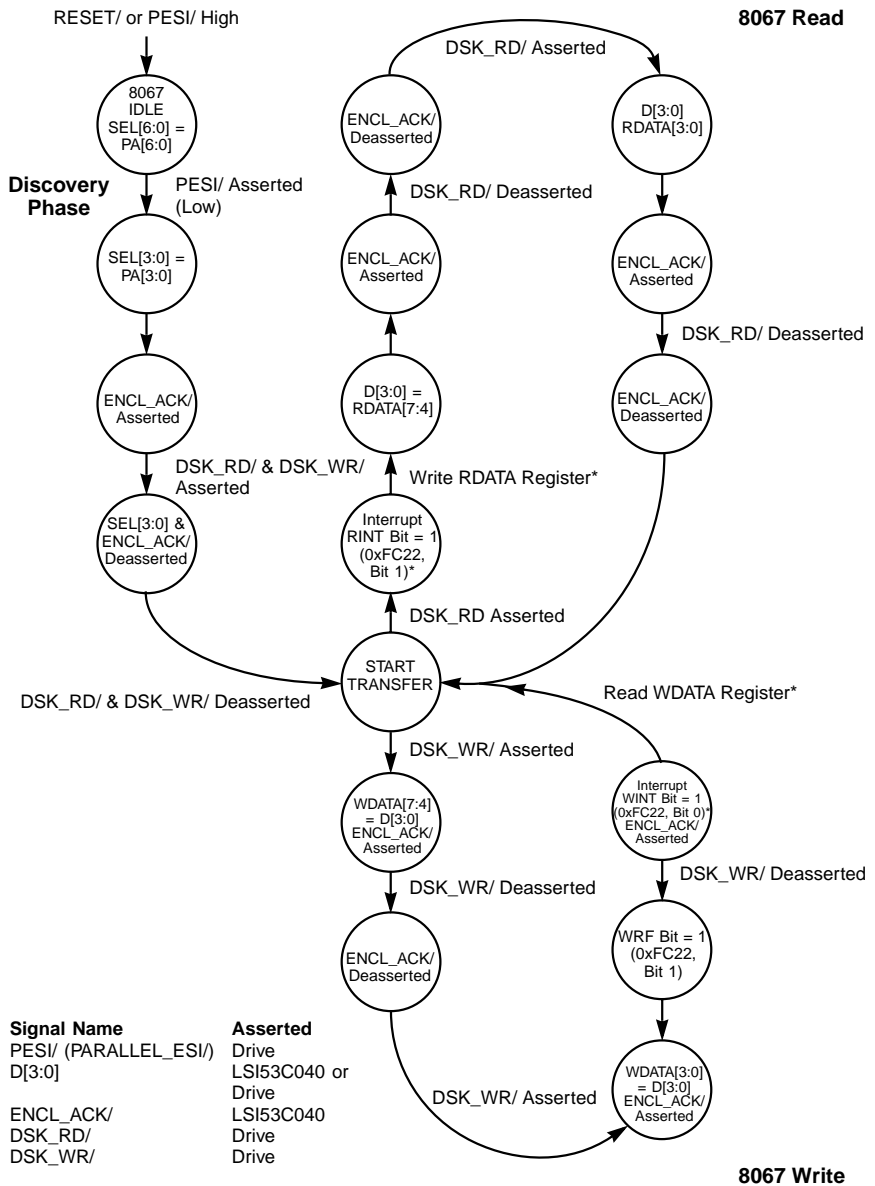 RESET/ or PESI/ High
8067 Read
8067
IDLE
SEL[6:0] =
PA[6:0]
Discovery
Phase
PESI/ Asserted
(Low)
SEL[3:0] =
PA[3:0]
ENCL_ACK/
Asserted
DSK_RD/ & DSK_WR/
Asserted
SEL[3:0] &
ENCL_ACK/
Deasserted
DSK_RD/ & DSK_WR/ Deasserted
START
TRANSFER
DSK_RD Asserted
Interrupt
RINT Bit = 1
(0xFC22,
Bit 1)*
Write RDATA Register*
D[3:0] =
RDATA[7:4]
ENCL_ACK/
Asserted
DSK_RD/ Deasserted
ENCL_ACK/
Deasserted
DSK_RD/ Asserted
D[3:0]
RDATA[3:0]
ENCL_ACK/
Asserted
DSK_RD/ Deasserted
ENCL_ACK/
Deasserted
Read WDATA Register*
DSK_WR/ Asserted
WDATA[7:4]
= D[3:0]
ENCL_ACK/
Asserted
DSK_WR/ Deasserted
ENCL_ACK/
Deasserted
DSK_WR/ Asserted
Interrupt
WINT Bit = 1
(0xFC22, Bit 0)*
ENCL_ACK/
Asserted
DSK_WR/ Deasserted
WRF Bit = 1
(0xFC22,
Bit 1)
WDATA[3:0]
= D[3:0]
ENCL_ACK/
Asserted
Signal Name Asserted
PESI/ (PARALLEL_ESI/) Drive
D[3:0] LSI53C040 or
Drive
ENCL_ACK/ LSI53C040
DSK_RD/ Drive
DSK_WR/ Drive
8067 Write